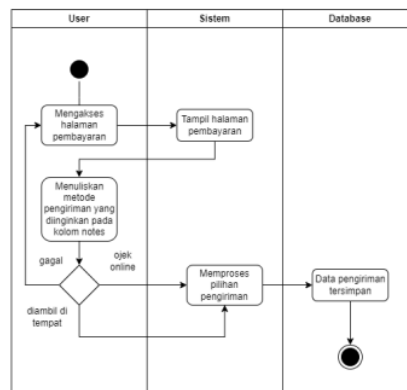 User
Sistem
Database
Mengakses
halaman
pembayaran
Tampil halaman
pembayaran
Menuliskan
metode
pengiriman yang
diinginkan pada
kolom notes
gagal
ojek
online
diambil di
tempat
Memproses
pilihan
pengiriman
Data pengiriman
tersimpan